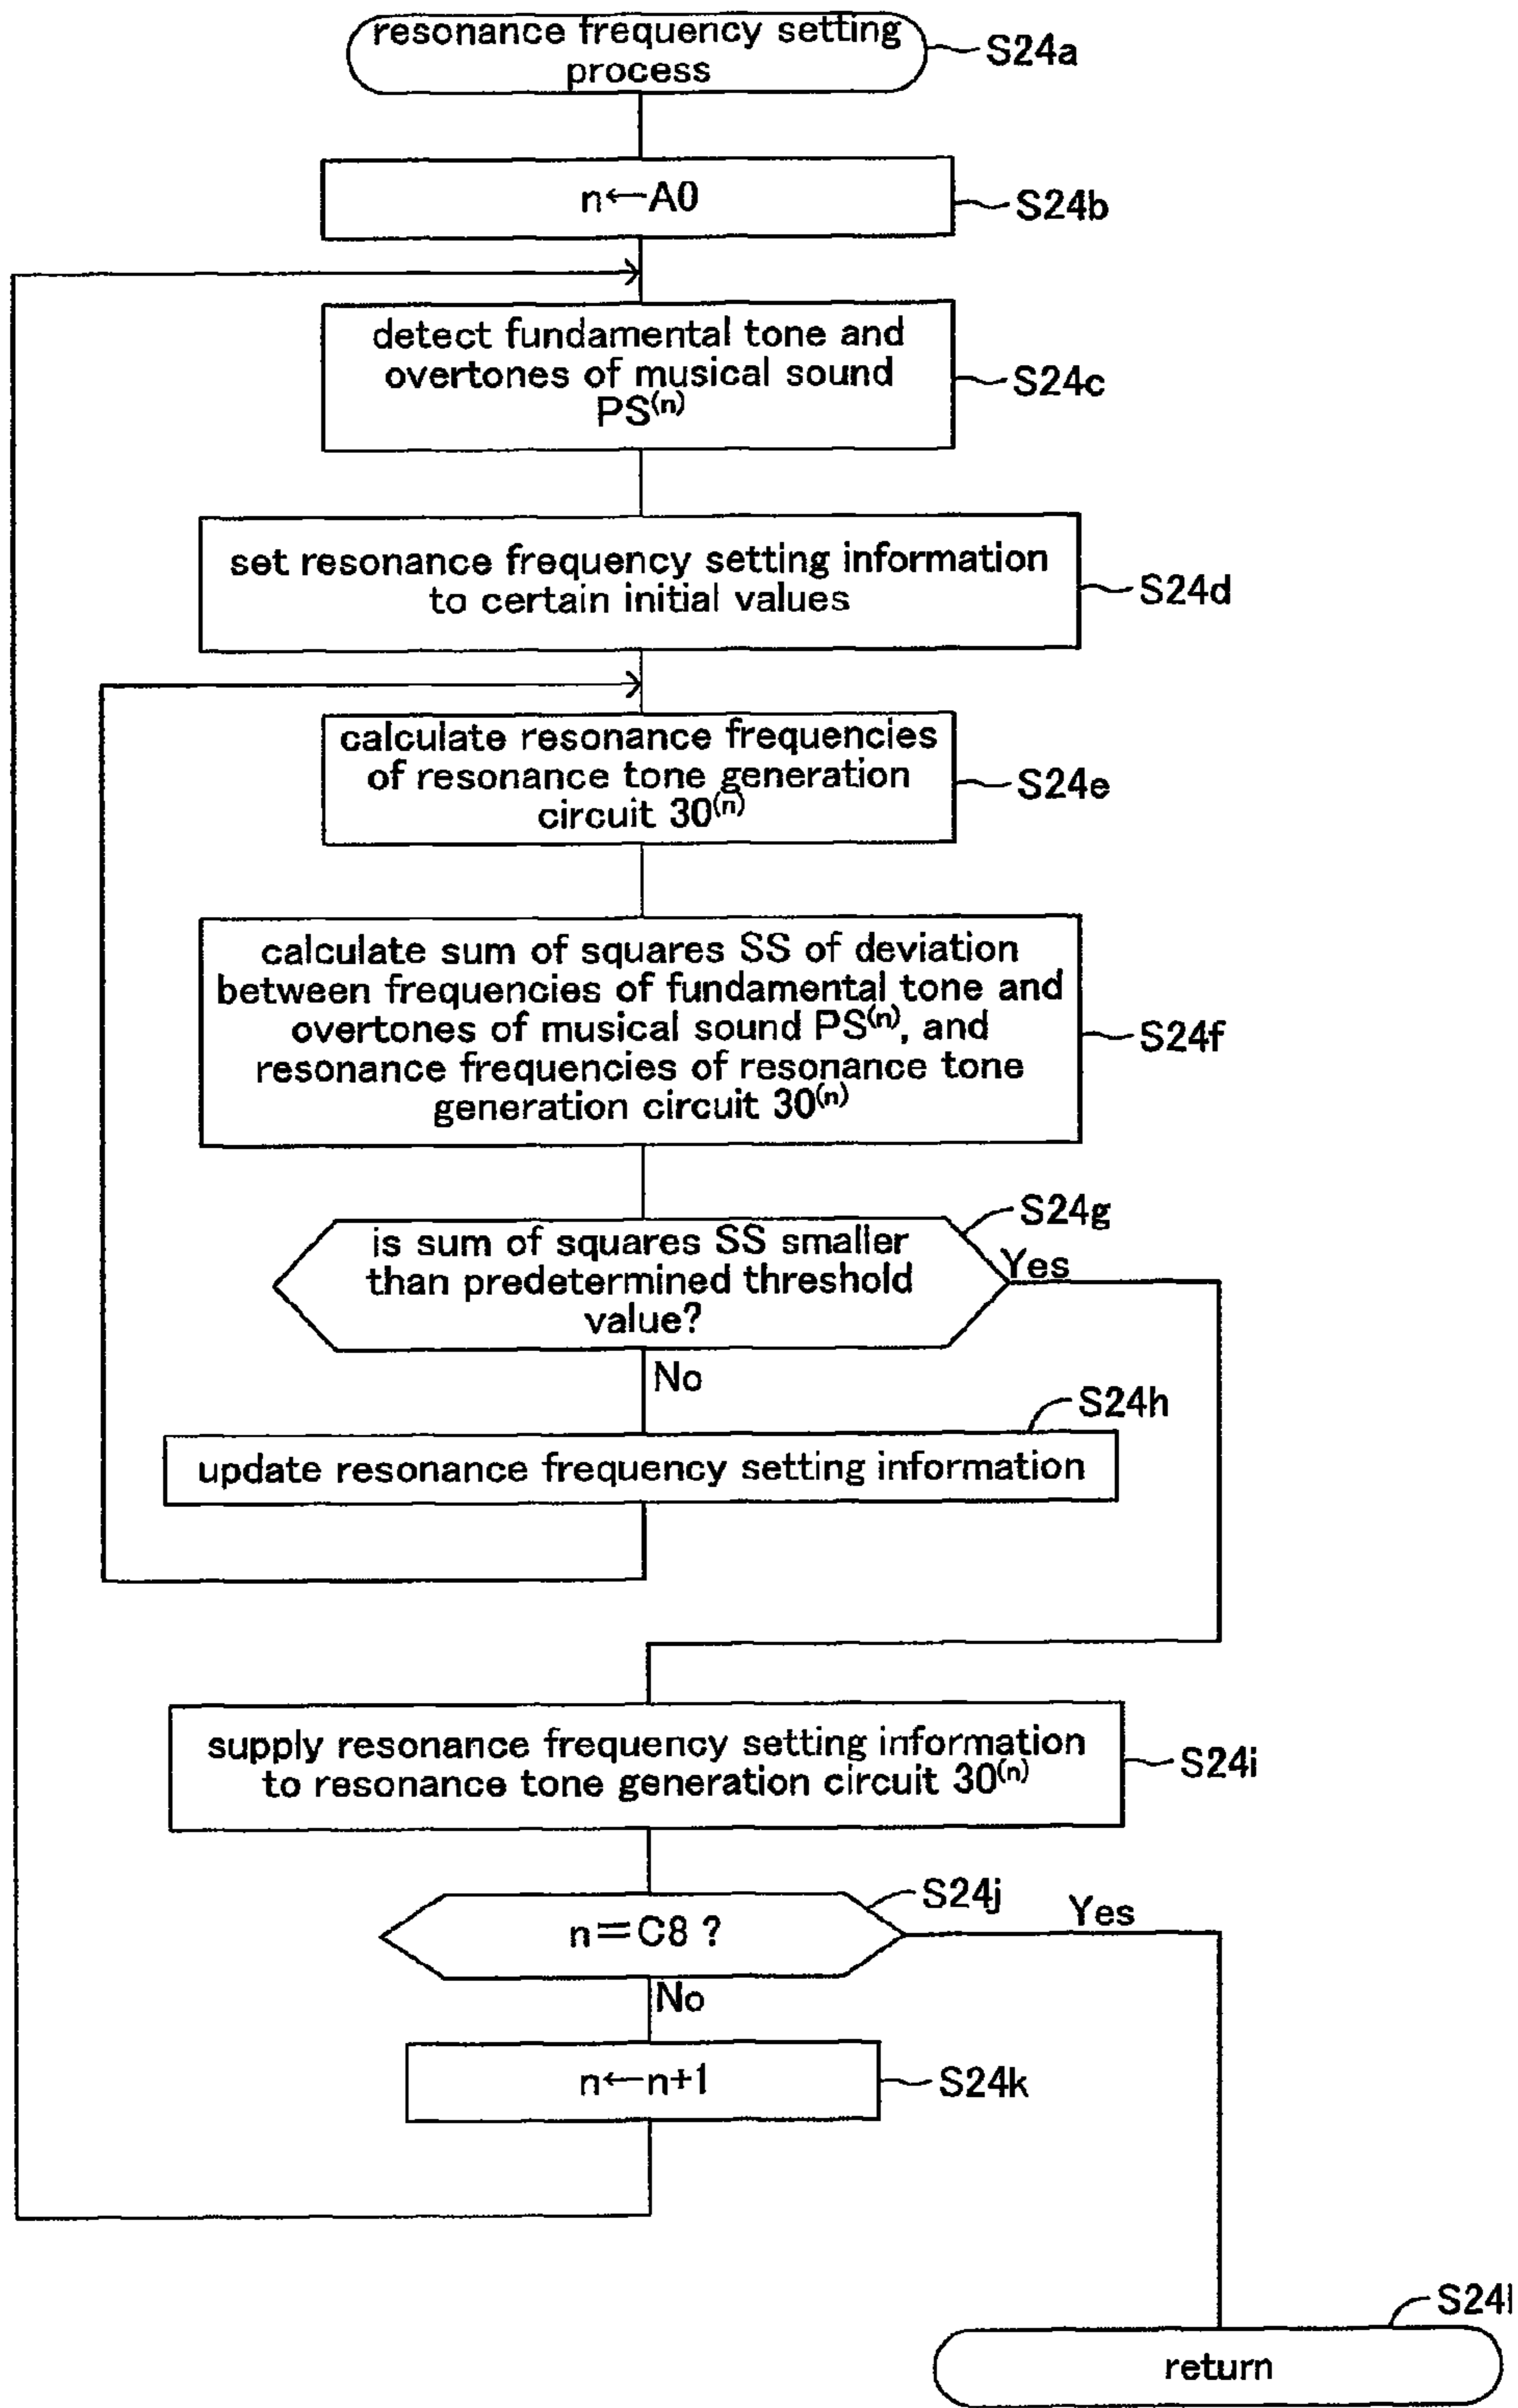 resonance frequency setting
process
S24a
n←A0
S24b
detect fundamental tone and
overtones of musical sound
PS⁽ⁿ⁾
S24c
set resonance frequency setting information
to certain initial values
S24d
calculate resonance frequencies
of resonance tone generation
circuit 30⁽ⁿ⁾
S24e
calculate sum of squares SS of deviation
between frequencies of fundamental tone and
overtones of musical sound PS⁽ⁿ⁾, and
resonance frequencies of resonance tone
generation circuit 30⁽ⁿ⁾
S24f
is sum of squares SS smaller
than predetermined threshold
value?
S24g
Yes
No
S24h
update resonance frequency setting information
supply resonance frequency setting information
to resonance tone generation circuit 30⁽ⁿ⁾
S24i
n=C8 ?
S24j
Yes
No
n←n+1
S24k
S24l
return